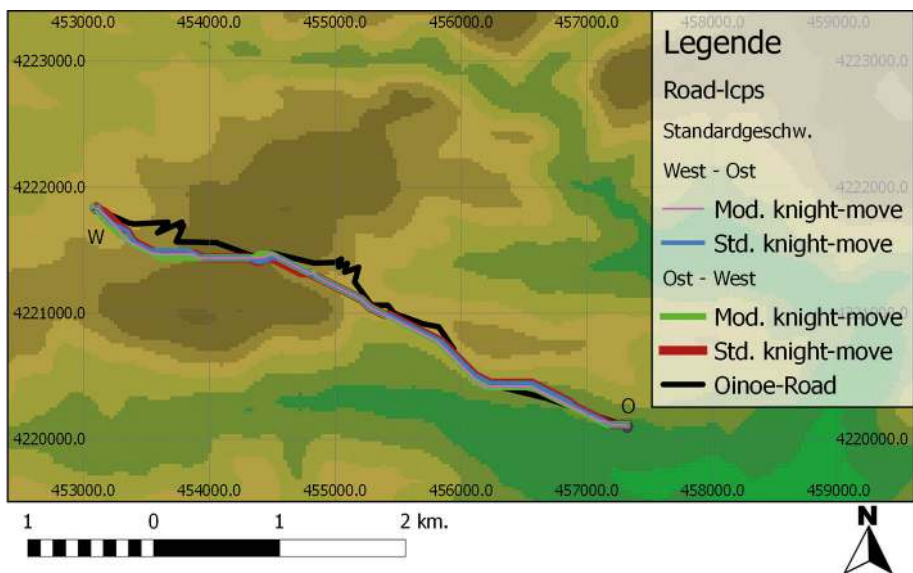 453000.0 454000.0 455000.0 456000.0 457000.0 458000.0 459000.0
4223000.0 4223000.0
4222000.0 4222000.0
4221000.0 4221000.0
4220000.0 4220000.0
W
O
Legende
Road-lcps
Standardgeschw.
West - Ost
Mod. knight-move
Std. knight-move
Ost - West
Mod. knight-move
Std. knight-move
Oinoe-Road
453000.0 454000.0 455000.0 456000.0 457000.0 458000.0 459000.0
1 0 1 2 km.
N